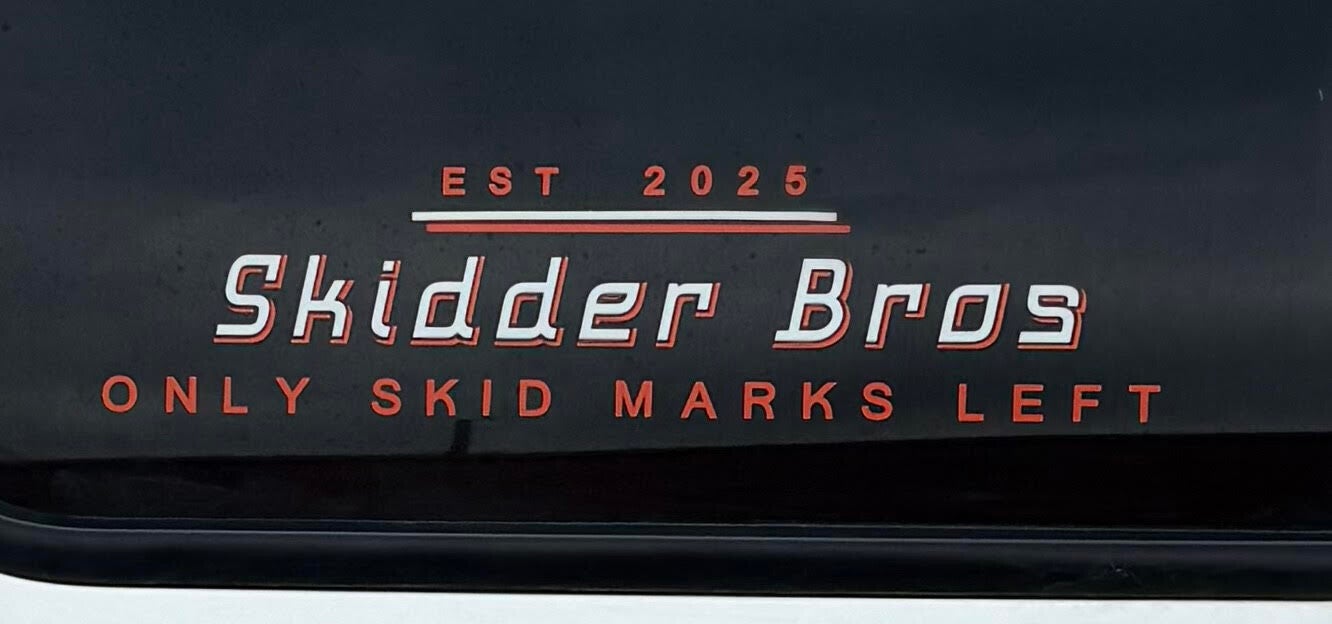 EST 2025
Skidder Bros
ONLY SKID MARKS LEFT